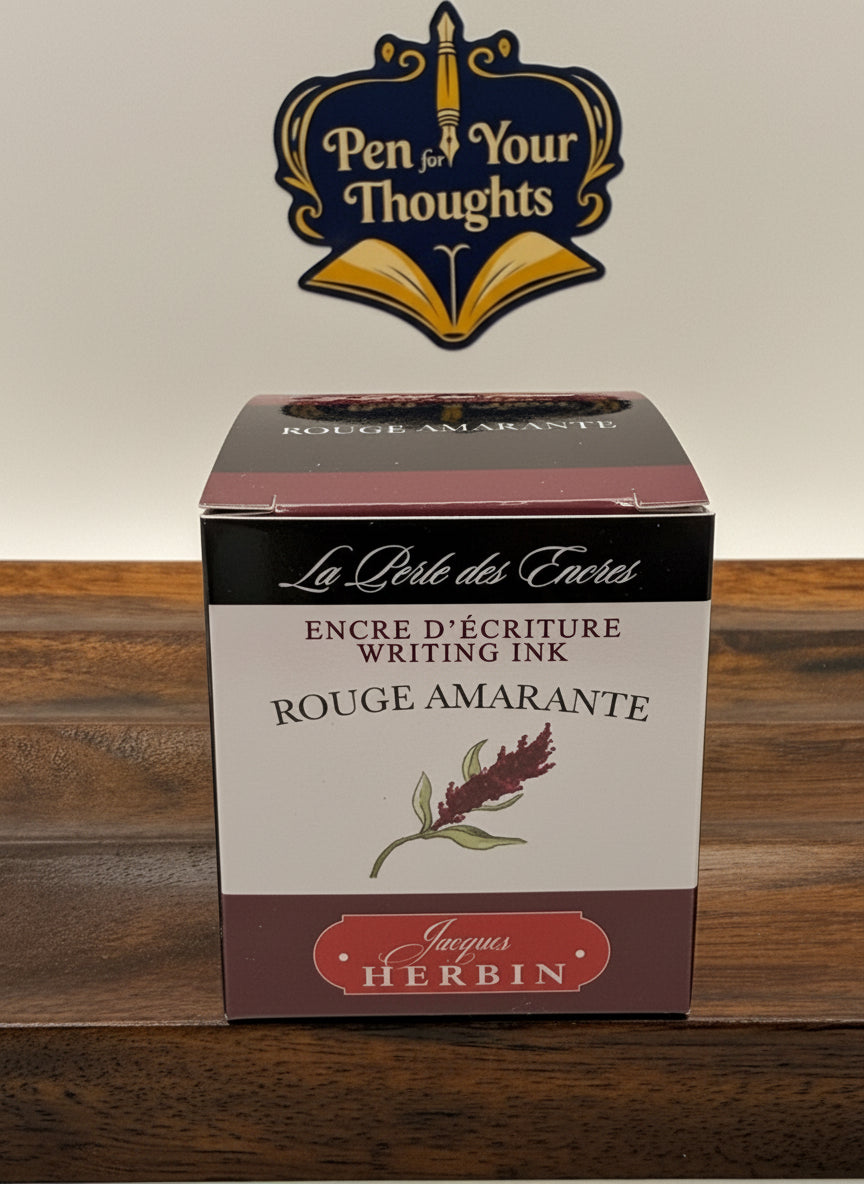 Pen for Your
Thoughts
ROUGE AMARANTE
La Perle des Encres
ENCRE D'ÉCRITURE
WRITING INK
ROUGE AMARANTE
Jacques
HERBIN